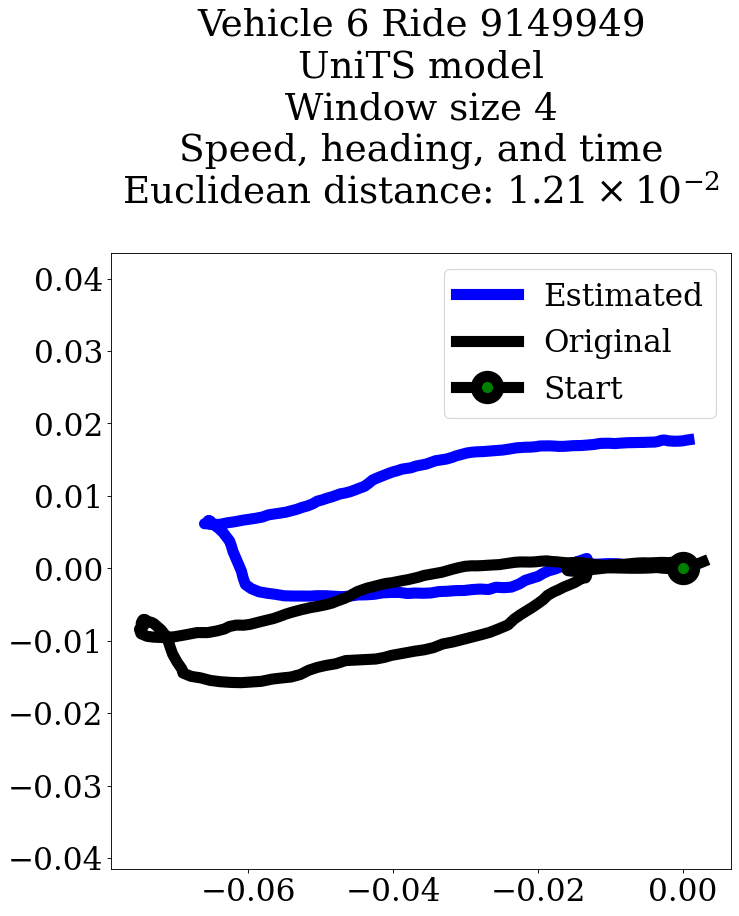 Vehicle 6 Ride 9149949
UniTS model
Window size 4
Speed, heading, and time
Euclidean distance: 1.21 × 10⁻²
Estimated
Original
Start
0.04
0.03
0.02
0.01
0.00
−0.01
−0.02
−0.03
−0.04
−0.06 −0.04 −0.02 0.00